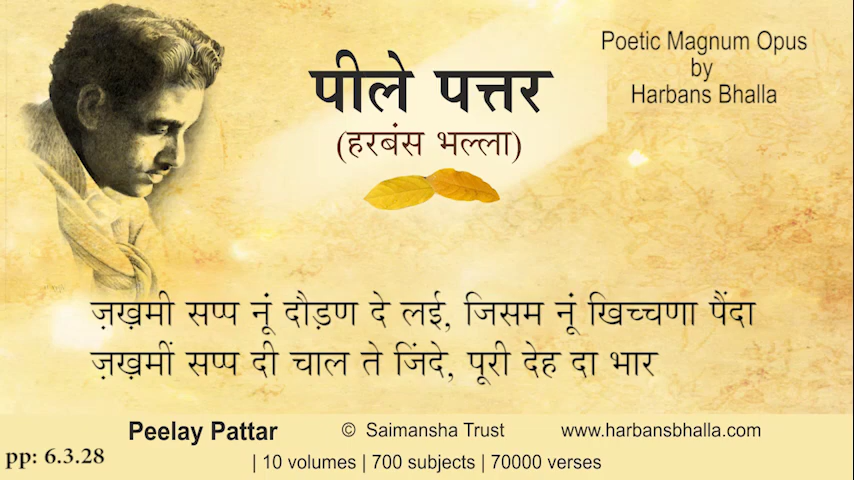 पीले पत्तर
(हरबंस भल्ला)
Poetic Magnum Opus
by
Harbans Bhalla
ज़ख़मी सप्प नूं दौड़ण दे लई, जिसम नूं खिच्चणा पैंदा
ज़ख़मीं सप्प दी चाल ते जिंदे, पूरी देह दा भार
Peelay Pattar © Saimansha Trust www.harbansbhalla.com
pp: 6.3.28
| 10 volumes | 700 subjects | 70000 verses